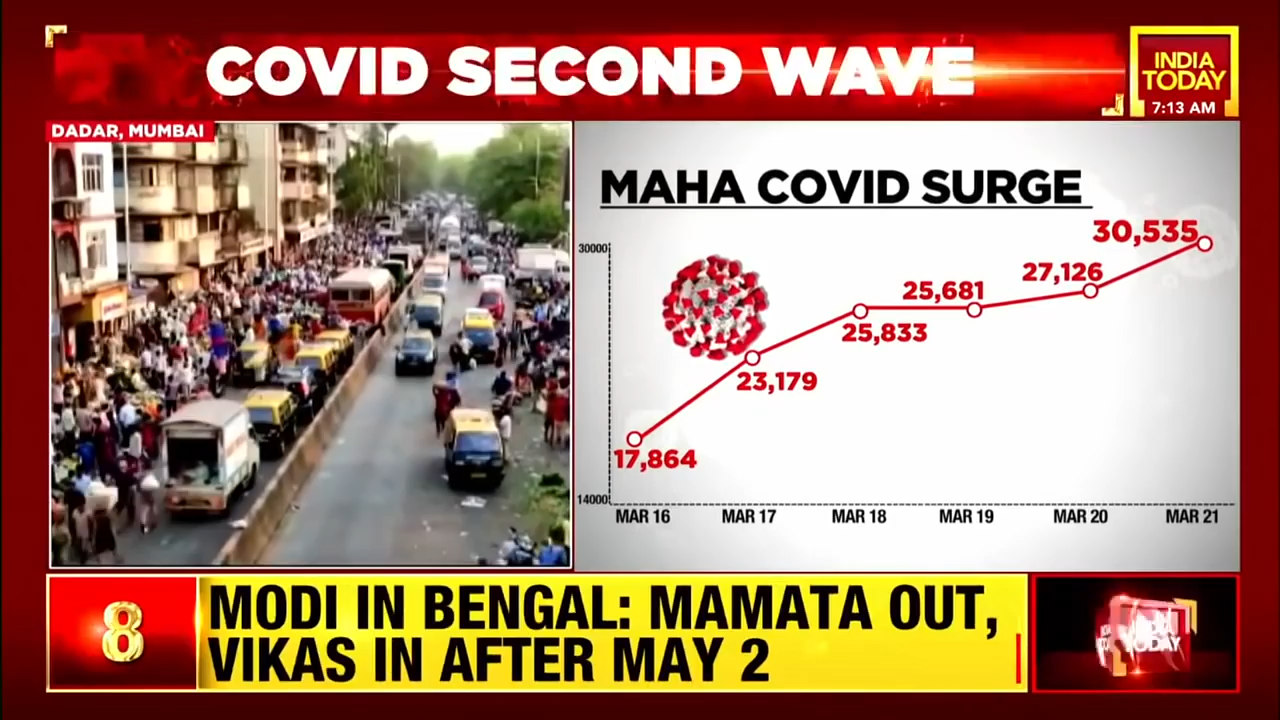 COVID SECOND WAVE
INDIA
TODAY
7:13 AM
DADAR, MUMBAI
MAHA COVID SURGE
30000
30,535
27,126
25,681
25,833
23,179
17,864
14000
MAR 16 MAR 17 MAR 18 MAR 19 MAR 20 MAR 21
8
MODI IN BENGAL: MAMATA OUT,
VIKAS IN AFTER MAY 2
TODAY